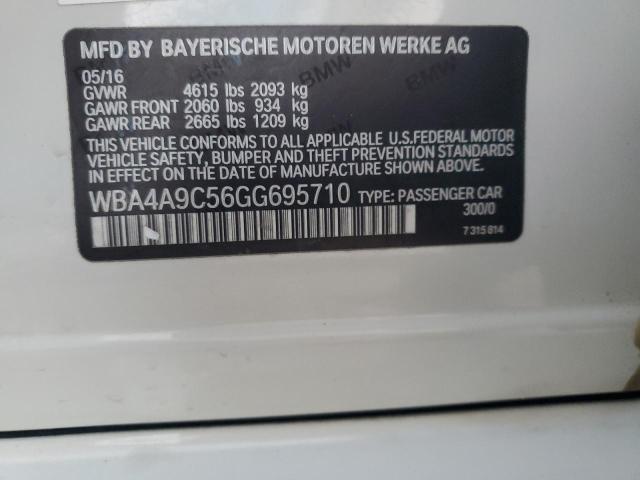 MFD BY BAYERISCHE MOTOREN WERKE AG
05/16
GVWR 4615 lbs 2093 kg
GAWR FRONT 2060 lbs 934 kg
GAWR REAR 2665 lbs 1209 kg
THIS VEHICLE CONFORMS TO ALL APPLICABLE U.S.FEDERAL MOTOR
VEHICLE SAFETY, BUMPER AND THEFT PREVENTION STANDARDS
IN EFFECT ON THE DATE OF MANUFACTURE SHOWN ABOVE.
WBA4A9C56GG695710 TYPE: PASSENGER CAR
300/0
7 315 814
BMW